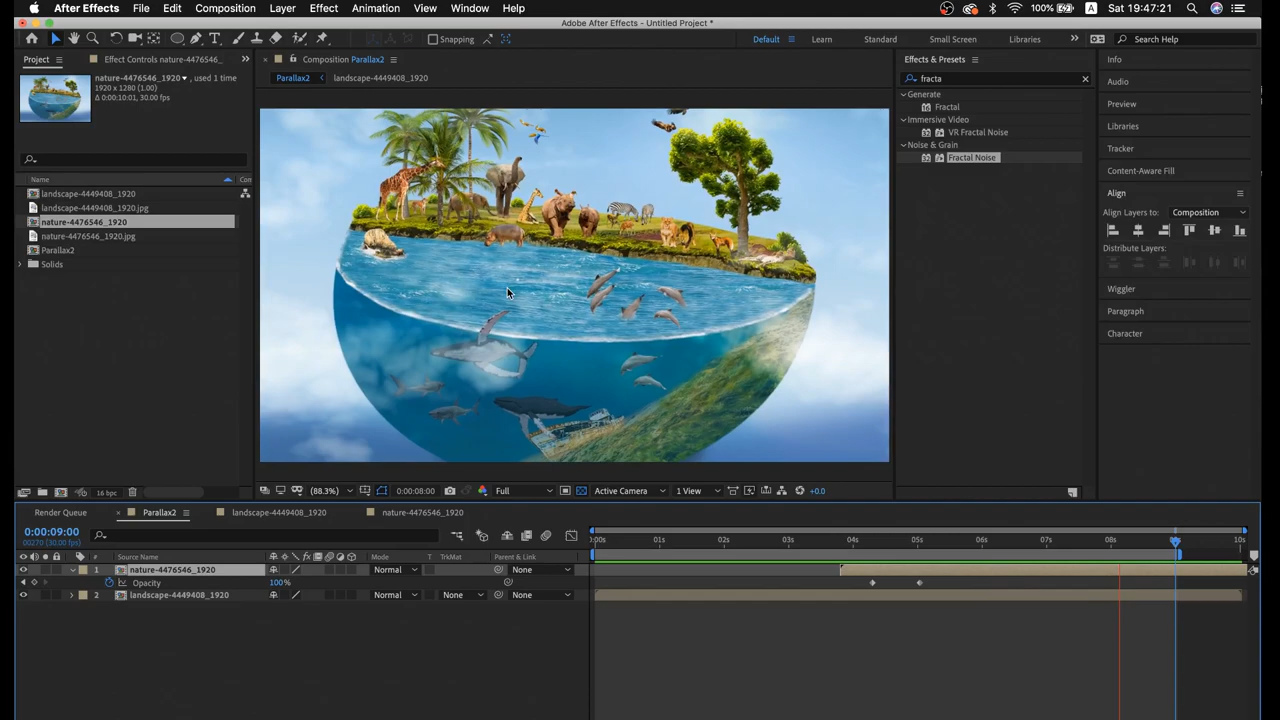 After Effects File Edit Composition Layer Effect Animation View Window Help 100% A Sat 19:47:21
Adobe After Effects - Untitled Project *
Snapping Default Learn Standard Small Screen Libraries Search Help
Project Effect Controls nature-4476546_ Composition Parallax2 Effects & Presets Info
nature-4476546_1920 , used 1 time
1920 x 1280 (1.00)
Δ 0:00:10:01, 30.00 fps
Parallax2 landscape-4449408_1920
fracta
Generate
Fractal
Immersive Video
VR Fractal Noise
Noise & Grain
Fractal Noise
Audio
Preview
Libraries
Tracker
Content-Aware Fill
Align
Align Layers to: Composition
Distribute Layers:
Wiggler
Paragraph
Character
Name Con
landscape-4449408_1920
landscape-4449408_1920.jpg
nature-4476546_1920
nature-4476546_1920.jpg
Parallax2
Solids
16 bpc
(88.3%) 0:00:08:00 Full Active Camera 1 View +0.0
Render Queue Parallax2 landscape-4449408_1920 nature-4476546_1920
0:00:09:00
00270 (30.00 fps)
:00s 01s 02s 03s 04s 05s 06s 07s 08s 10s
# Source Name Mode T TrkMat Parent & Link
1 nature-4476546_1920 Normal None
Opacity 100%
2 landscape-4449408_1920 Normal None None